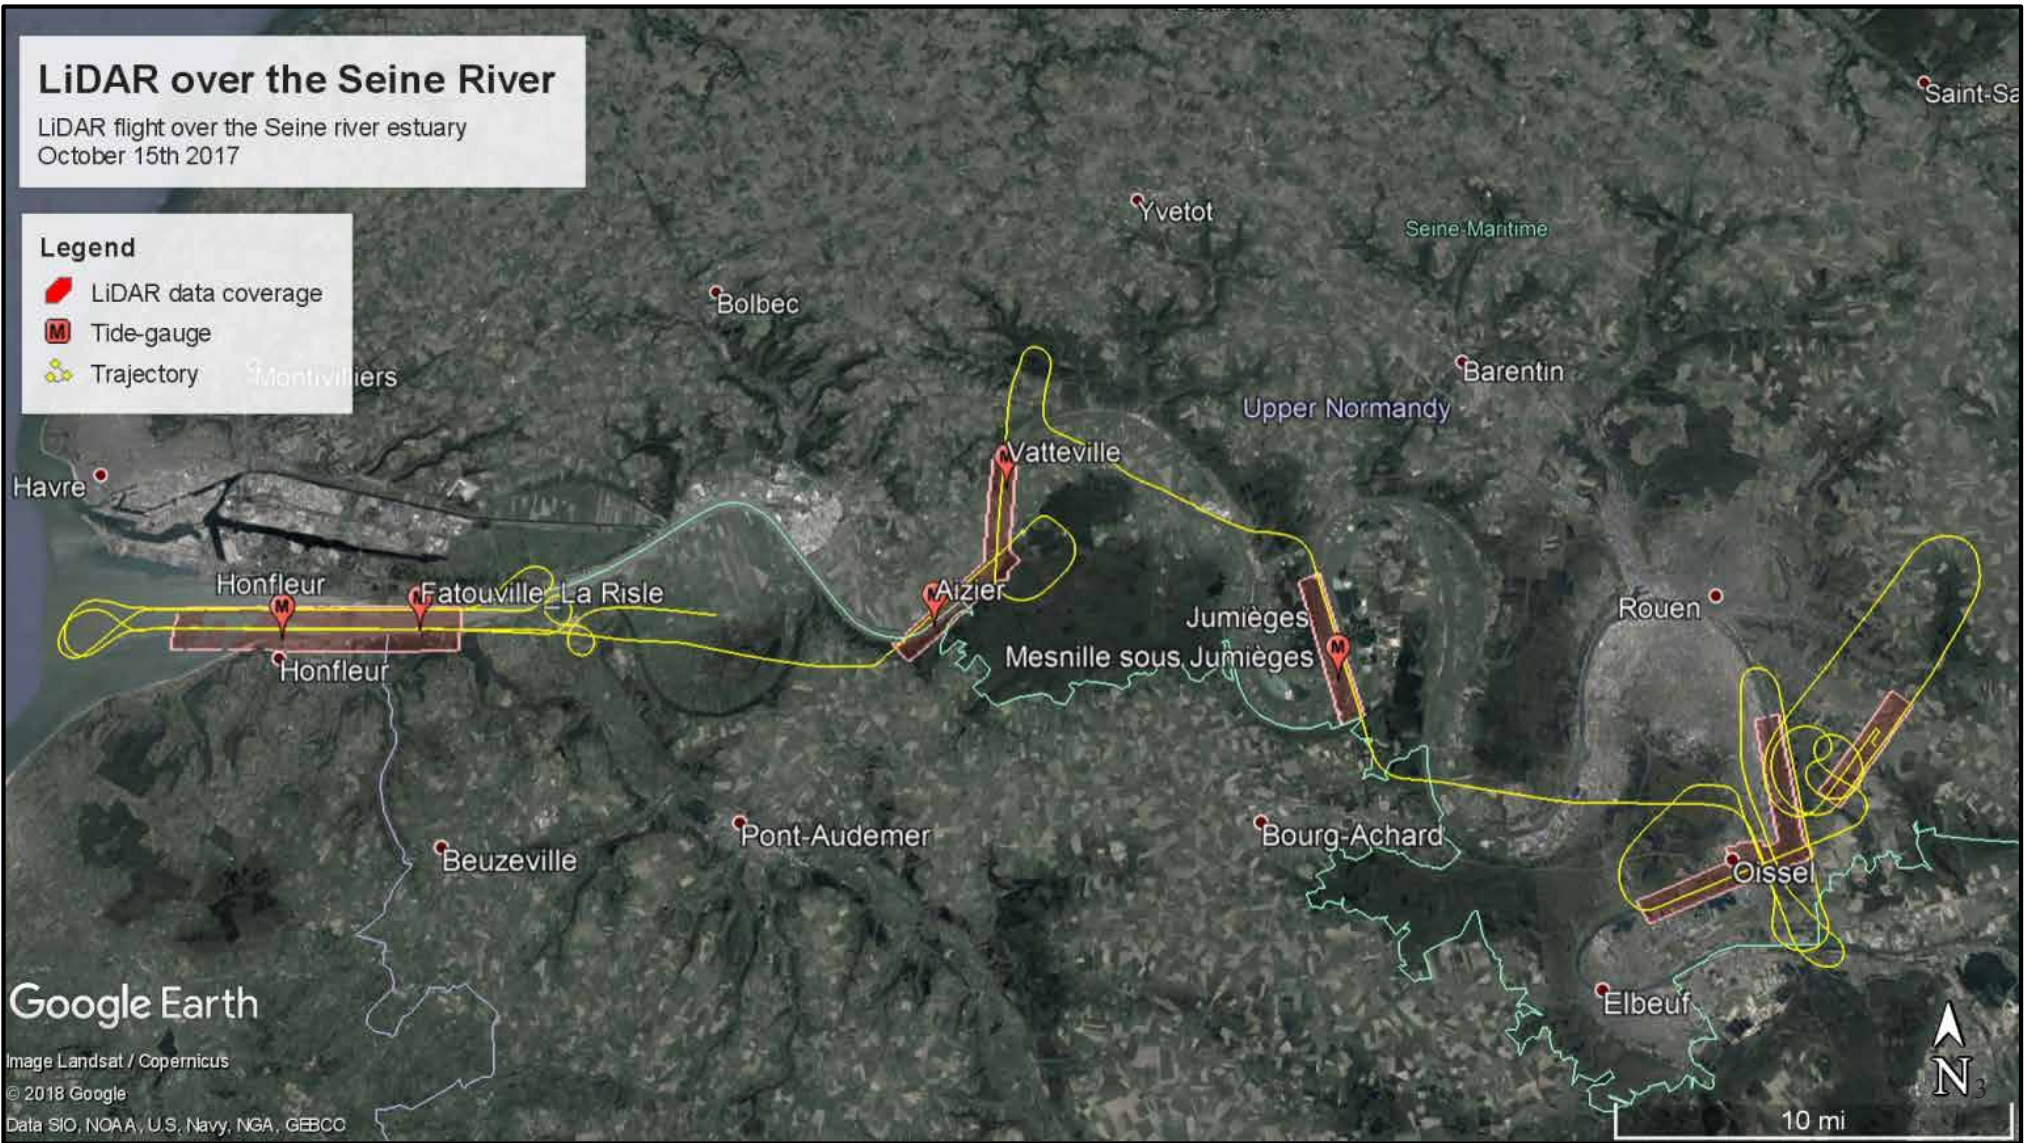 LiDAR over the Seine River
LiDAR flight over the Seine river estuary
October 15th 2017
Legend
LiDAR data coverage
M Tide-gauge
Trajectory
Montivilliers
Saint-Sa
Yvetot
Seine-Maritime
Bolbec
Barentin
Upper Normandy
Vatteville
Havre
Honfleur
Fatouville_La Risle
Aizier
Rouen
Jumièges
Mesnille sous Jumièges
Honfleur
Pont-Audemer
Bourg-Achard
Beuzeville
Oissel
Elbeuf
Google Earth
Image Landsat / Copernicus
© 2018 Google
Data SIO, NOAA, U.S. Navy, NGA, GEBCO
N
3
10 mi